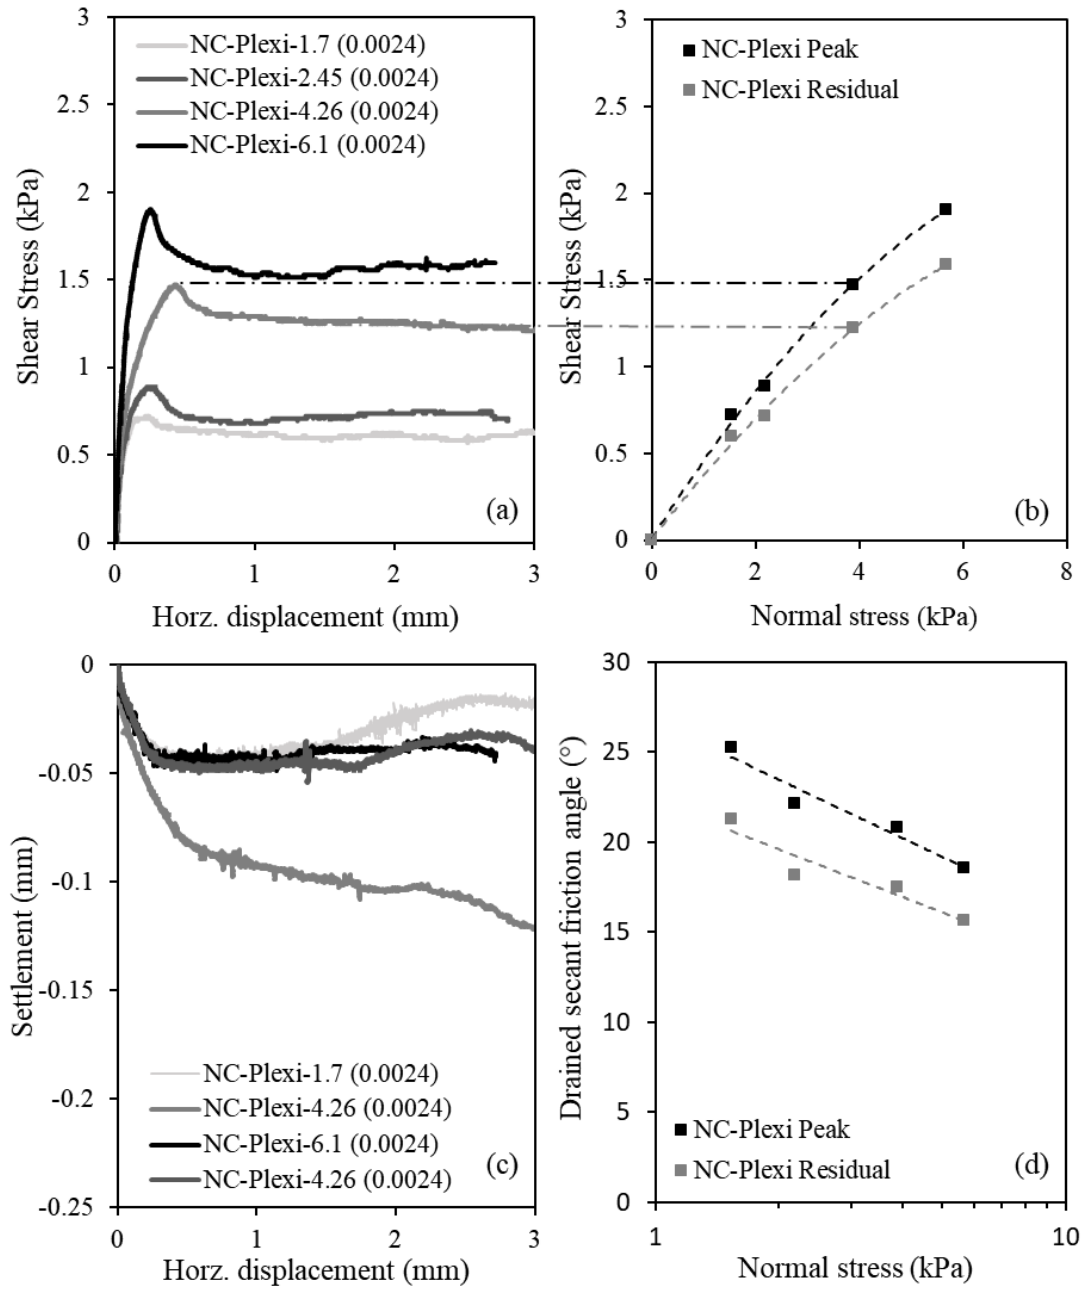 NC-Plexi-1.7 (0.0024)
NC-Plexi-2.45 (0.0024)
NC-Plexi-4.26 (0.0024)
NC-Plexi-6.1 (0.0024)
3
2.5
2
1.5
1
0.5
0
0
1
2
3
Shear Stress (kPa)
Horz. displacement (mm)
(a)
NC-Plexi Peak
NC-Plexi Residual
3
2.5
2
1.5
1
0.5
0
0
2
4
6
8
Shear Stress (kPa)
Normal stress (kPa)
(b)
0
-0.05
-0.1
-0.15
-0.2
-0.25
0
1
2
3
Settlement (mm)
Horz. displacement (mm)
NC-Plexi-1.7 (0.0024)
NC-Plexi-4.26 (0.0024)
NC-Plexi-6.1 (0.0024)
NC-Plexi-4.26 (0.0024)
(c)
30
25
20
15
10
5
0
1
10
Drained secant friction angle (°)
Normal stress (kPa)
NC-Plexi Peak
NC-Plexi Residual
(d)